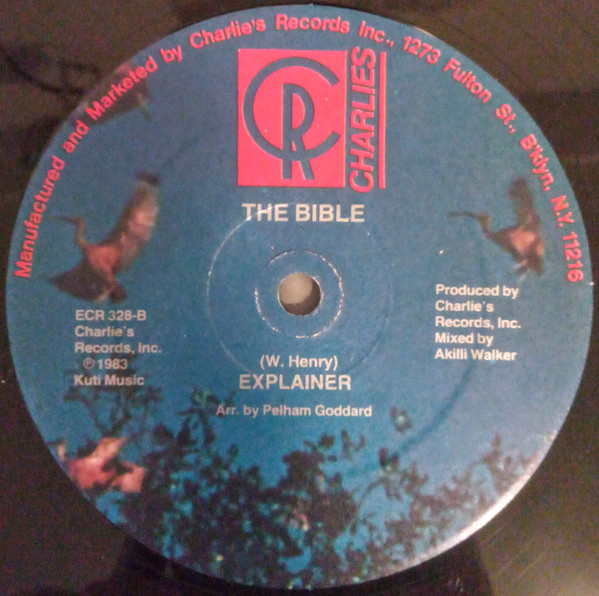 Manufactured and Marketed by Charlie's Records Inc., 1273 Fulton St., B'klyn, N.Y. 11216
CR
CHARLIES
THE BIBLE
ECR 328-B
Charlie's
Records, Inc.
℗ 1983
Kuti Music
Produced by
Charlie's
Records, Inc.
Mixed by
Akilli Walker
(W. Henry)
EXPLAINER
Arr. by Pelham Goddard